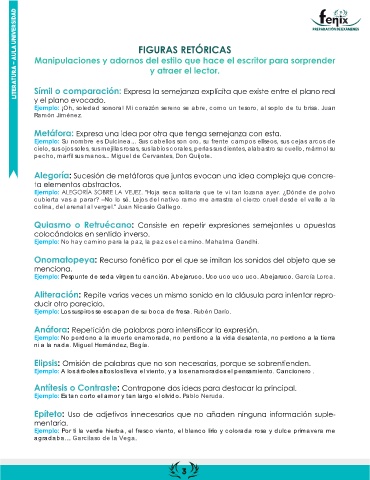 LITERATURA – AULA UNIVERSIDAD
fenix
PREPARACIÓN DE EXÁMENES
FIGURAS RETÓRICAS
Manipulaciones y adornos del estilo que hace el escritor para sorprender
y atraer el lector.
Símil o comparación: Expresa la semejanza explícita que existe entre el plano real
y el plano evocado.
Ejemplo: ¡Oh, soledad sonora! Mi corazón sereno se abre, como un tesoro, al soplo de tu brisa. Juan
Ramón Jiménez.
Metáfora: Expresa una idea por otra que tenga semejanza con esta.
Ejemplo: Su nombre es Dulcinea... Sus cabellos son oro, su frente campos elíseos, sus cejas arcos de
cielo, sus ojos soles, sus mejillas rosas, sus labios corales, perlas sus dientes, alabastro su cuello, mármol su
pecho, marfil sus manos... Miguel de Cervantes, Don Quijote.
Alegoría: Sucesión de metáforas que juntas evocan una idea compleja que concre-
ta elementos abstractos.
Ejemplo: ALEGORÍA SOBRE LA VEJEZ. "Hoja seca solitaria que te vi tan lozana ayer. ¿Dónde de polvo
cubierta vas a parar? –No lo sé. Lejos del nativo ramo me arrastra el cierzo cruel desde el valle a la
colina, del arenal al vergel." Juan Nicasio Gallego.
Quiasmo o Retruécano: Consiste en repetir expresiones semejantes u opuestas
colocándolas en sentido inverso.
Ejemplo: No hay camino para la paz, la paz es el camino. Mahatma Gandhi.
Onomatopeya: Recurso fonético por el que se imitan los sonidos del objeto que se
menciona.
Ejemplo: Pespunte de seda virgen tu canción. Abejaruco. Uco uco uco uco. Abejaruco. García Lorca.
Aliteración: Repite varias veces un mismo sonido en la cláusula para intentar repro-
ducir otro parecido.
Ejemplo: Los suspiros se escapan de su boca de fresa. Rubén Darío.
Anáfora: Repetición de palabras para intensificar la expresión.
Ejemplo: No perdono a la muerte enamorada, no perdono a la vida desatenta, no perdono a la tierra
ni a la nada. Miguel Hernández, Elegía.
Elipsis: Omisión de palabras que no son necesarias, porque se sobrentienden.
Ejemplo: A los árboles altos los lleva el viento, y a los enamorados el pensamiento. Cancionero.
Antítesis o Contraste: Contrapone dos ideas para destacar la principal.
Ejemplo: Es tan corto el amor y tan largo el olvido. Pablo Neruda.
Epíteto: Uso de adjetivos innecesarios que no añaden ninguna información suple-
mentaria.
Ejemplo: Por ti la verde hierba, el fresco viento, el blanco lirio y colorada rosa y dulce primavera me
agradaba... Garcilaso de la Vega.
3